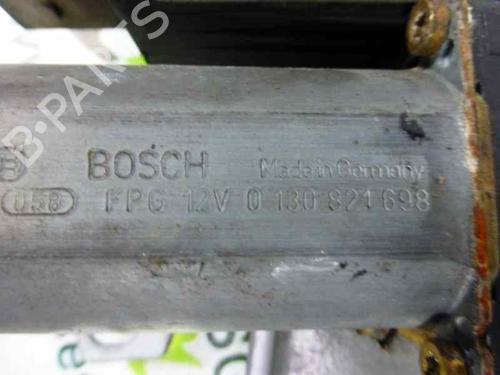 BOSCH Made in Germany
058 FPG 12V 0 130 821 698
B-PARTS